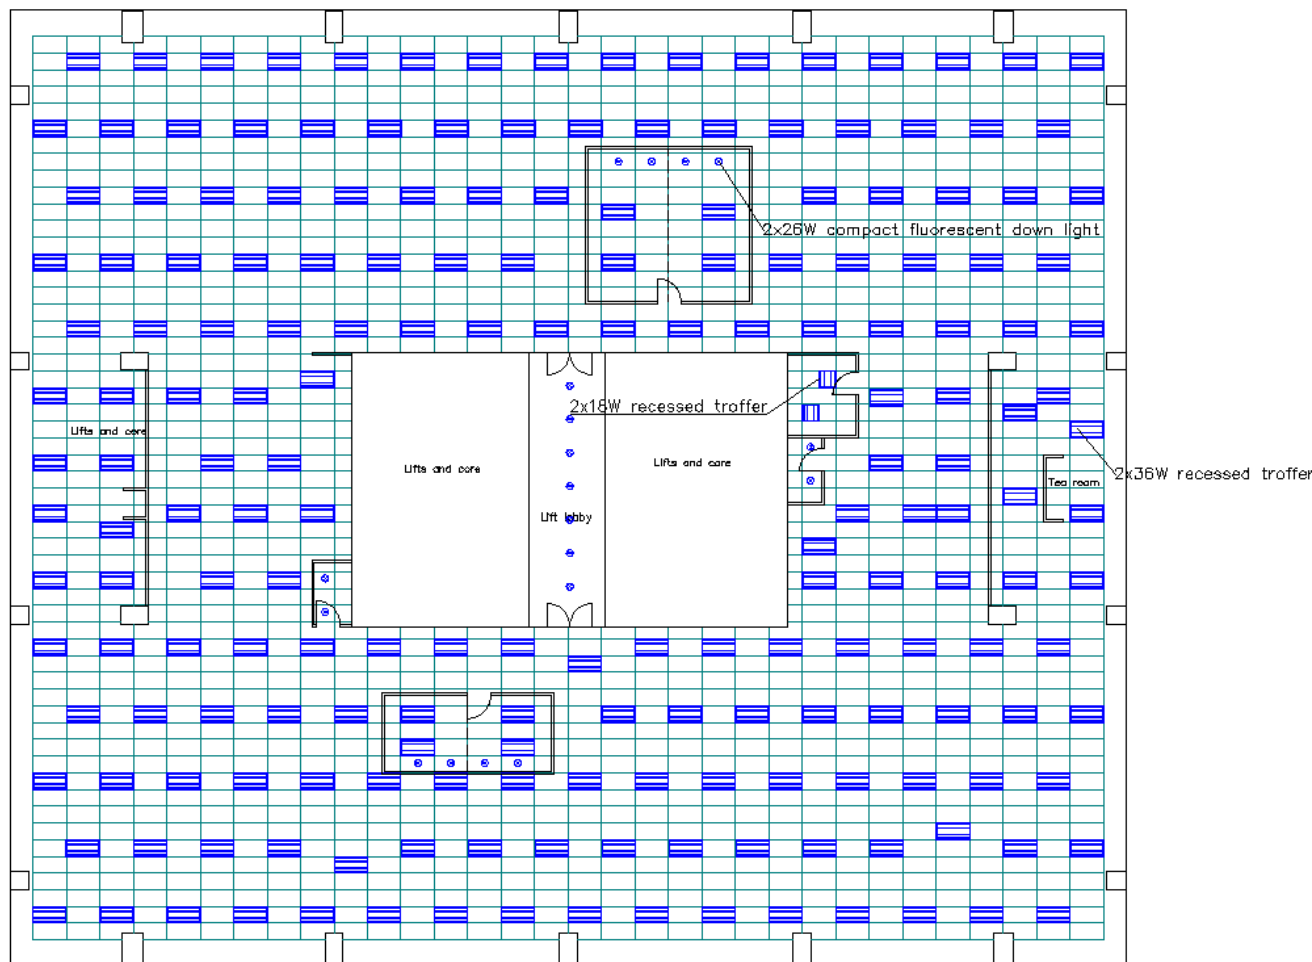 2x26W compact fluorescent down light
2x18W recessed troffer
Lifts and core
Lifts and core
Lifts and core
2x36W recessed troffer
Tea room
Lift lobby